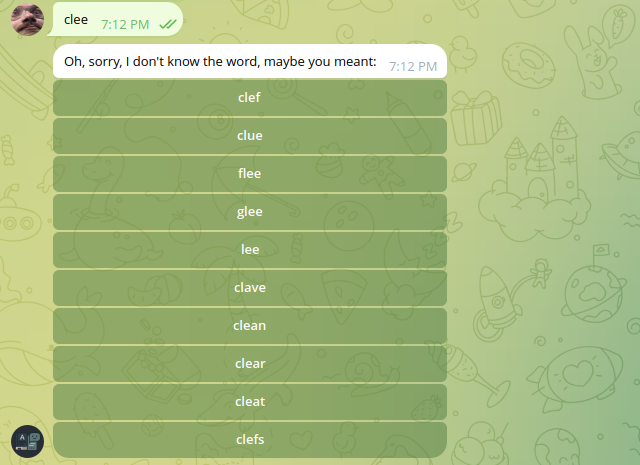 clee 7:12 PM
Oh, sorry, I don't know the word, maybe you meant: 7:12 PM
clef
clue
flee
glee
lee
clave
clean
clear
cleat
clefs